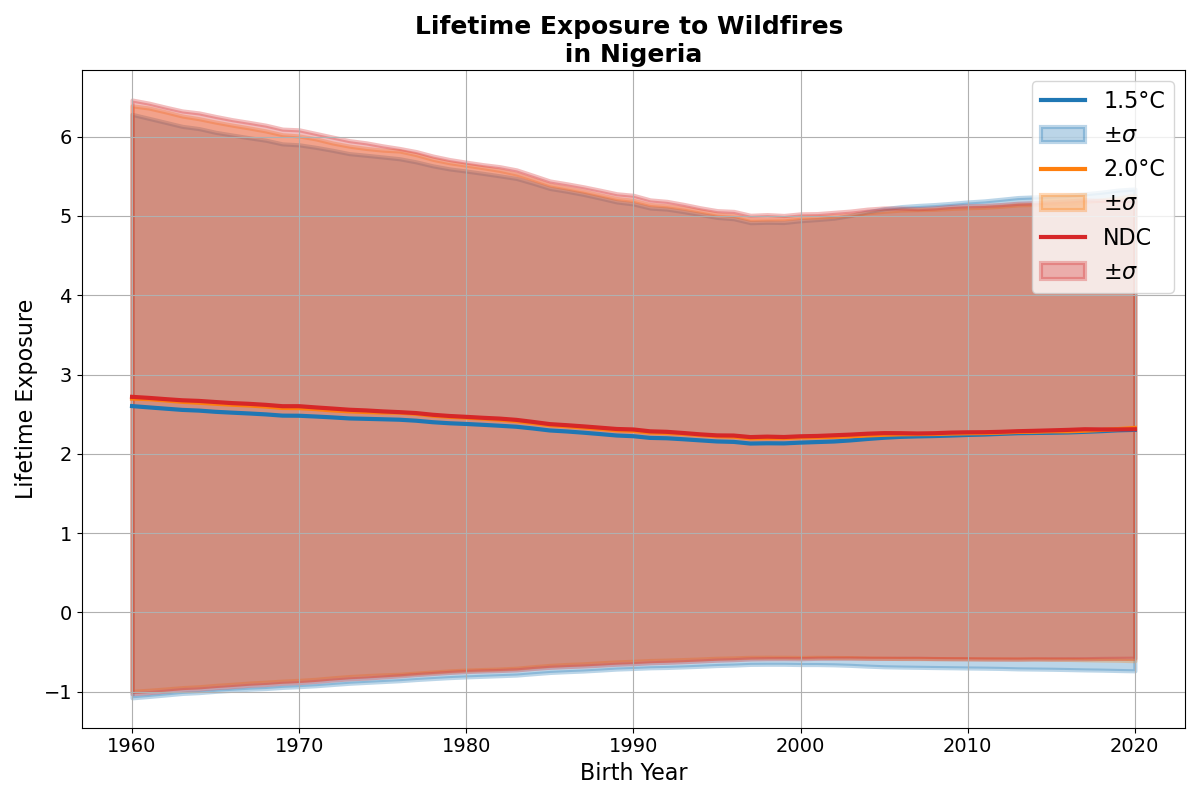 Lifetime Exposure to Wildfires
in Nigeria
Lifetime Exposure
6
5
4
3
2
1
0
−1
1960
1970
1980
1990
2000
2010
2020
Birth Year
1.5°C
±σ
2.0°C
±σ
NDC
±σ